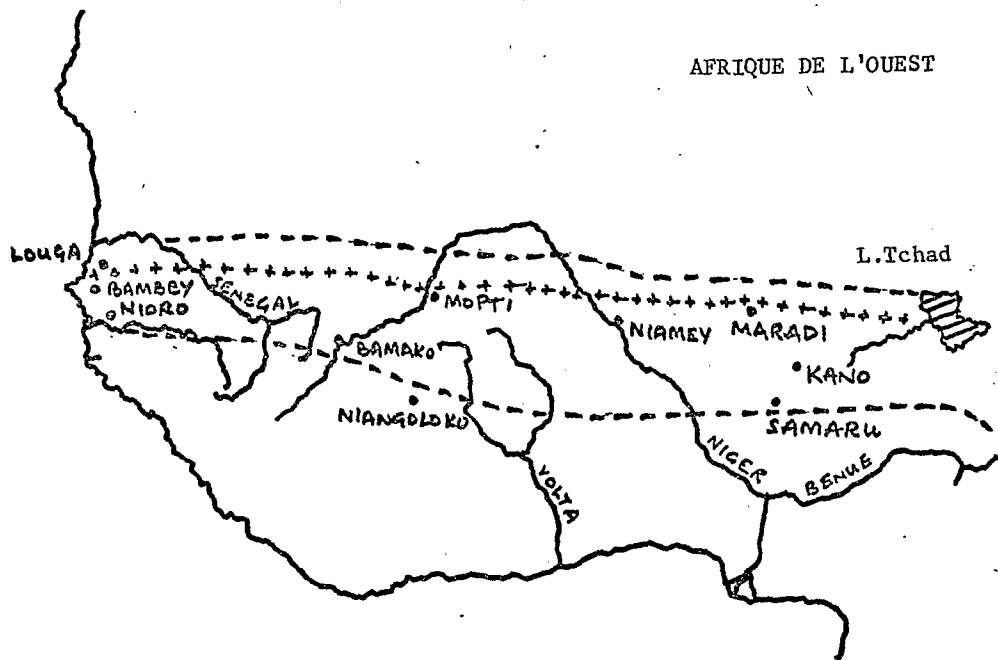 AFRIQUE DE L'OUEST
LOUGA
L.Tchad
BAMBEY
SENEGAL
NIORO
MOPTI
NIAMEY
MARADI
BAMAKO
KANO
NIANGOLOKO
SAMARU
NIGER
BENUE
VOLTA